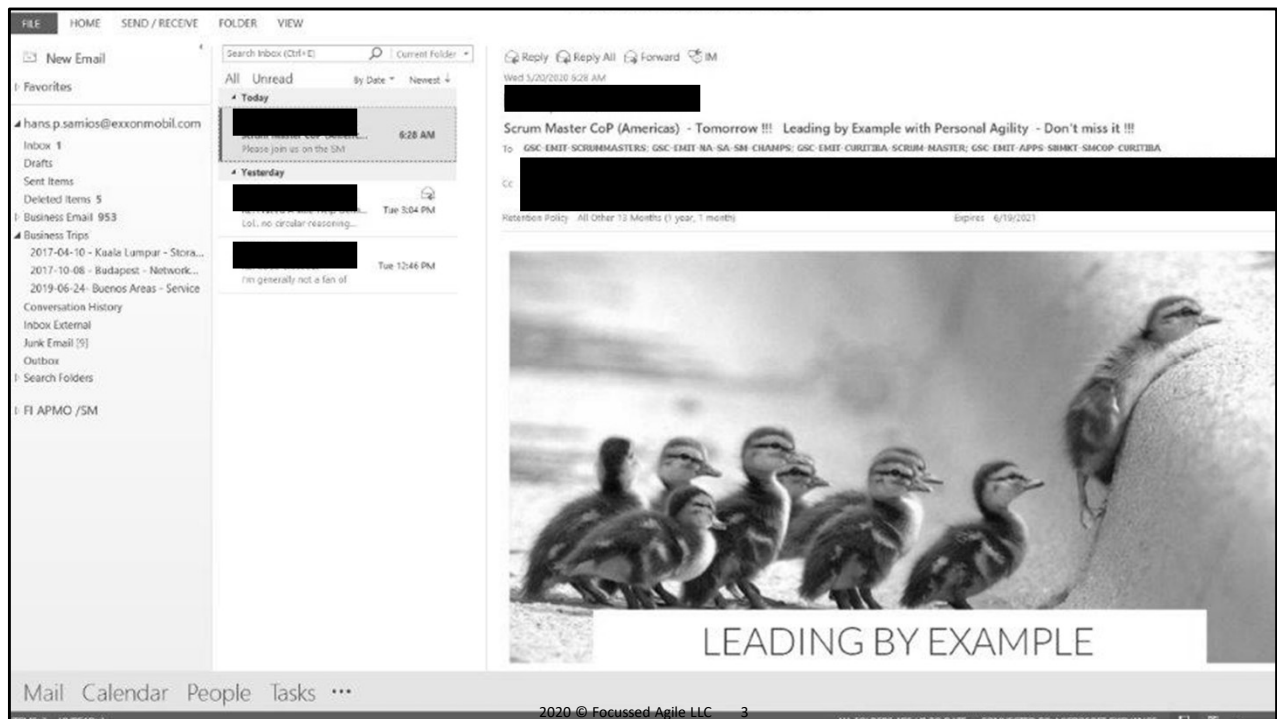 FILE HOME SEND / RECEIVE FOLDER VIEW
New Email
Favorites
hans.p.samios@exxonmobil.com
Inbox 1
Drafts
Sent Items
Deleted Items 5
Business Email 953
Business Trips
2017-04-10 - Kuala Lumpur - Stora...
2017-10-08 - Budapest - Network...
2019-06-24- Buenos Areas - Service
Conversation History
Inbox External
Junk Email [9]
Outbox
Search Folders
FI APMO /SM
Search Inbox (Ctrl+E) Current Folder
All Unread By Date Newest
Today
Scrum Master CoP (Americ... 6:28 AM
Please join us on the SM
Yesterday
Tue 3:04 PM
Lol.. no circular reasoning...
Tue 12:46 PM
I'm generally not a fan of
Reply Reply All Forward IM
Wed 5/20/2020 6:28 AM
Scrum Master CoP (Americas) - Tomorrow !!! Leading by Example with Personal Agility - Don't miss it !!!
To GSC-EMIT-SCRUMMASTERS; GSC-EMIT-NA-SA-SM-CHAMPS; GSC-EMIT-CURITIBA-SCRUM-MASTER; GSC-EMIT-APPS-SBMKT-SMCOP-CURITIBA
Cc
Retention Policy All Other 13 Months (1 year, 1 month) Expires 6/19/2021
LEADING BY EXAMPLE
Mail Calendar People Tasks ...
2020 © Focussed Agile LLC 3